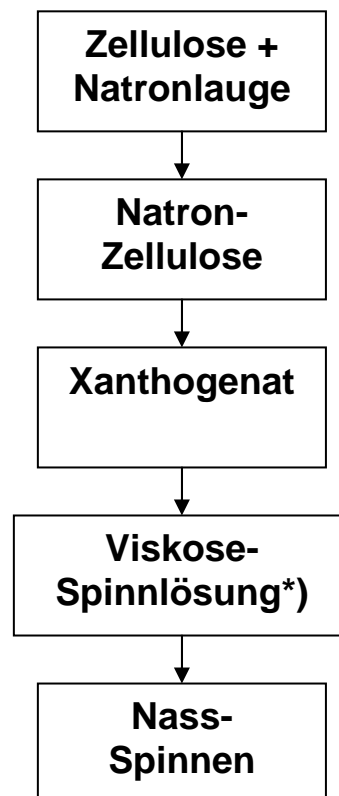 Zellulose +
Natronlauge
Natron-
Zellulose
Xanthogenat
Viskose-
Spinnlösung*)
Nass-
Spinnen